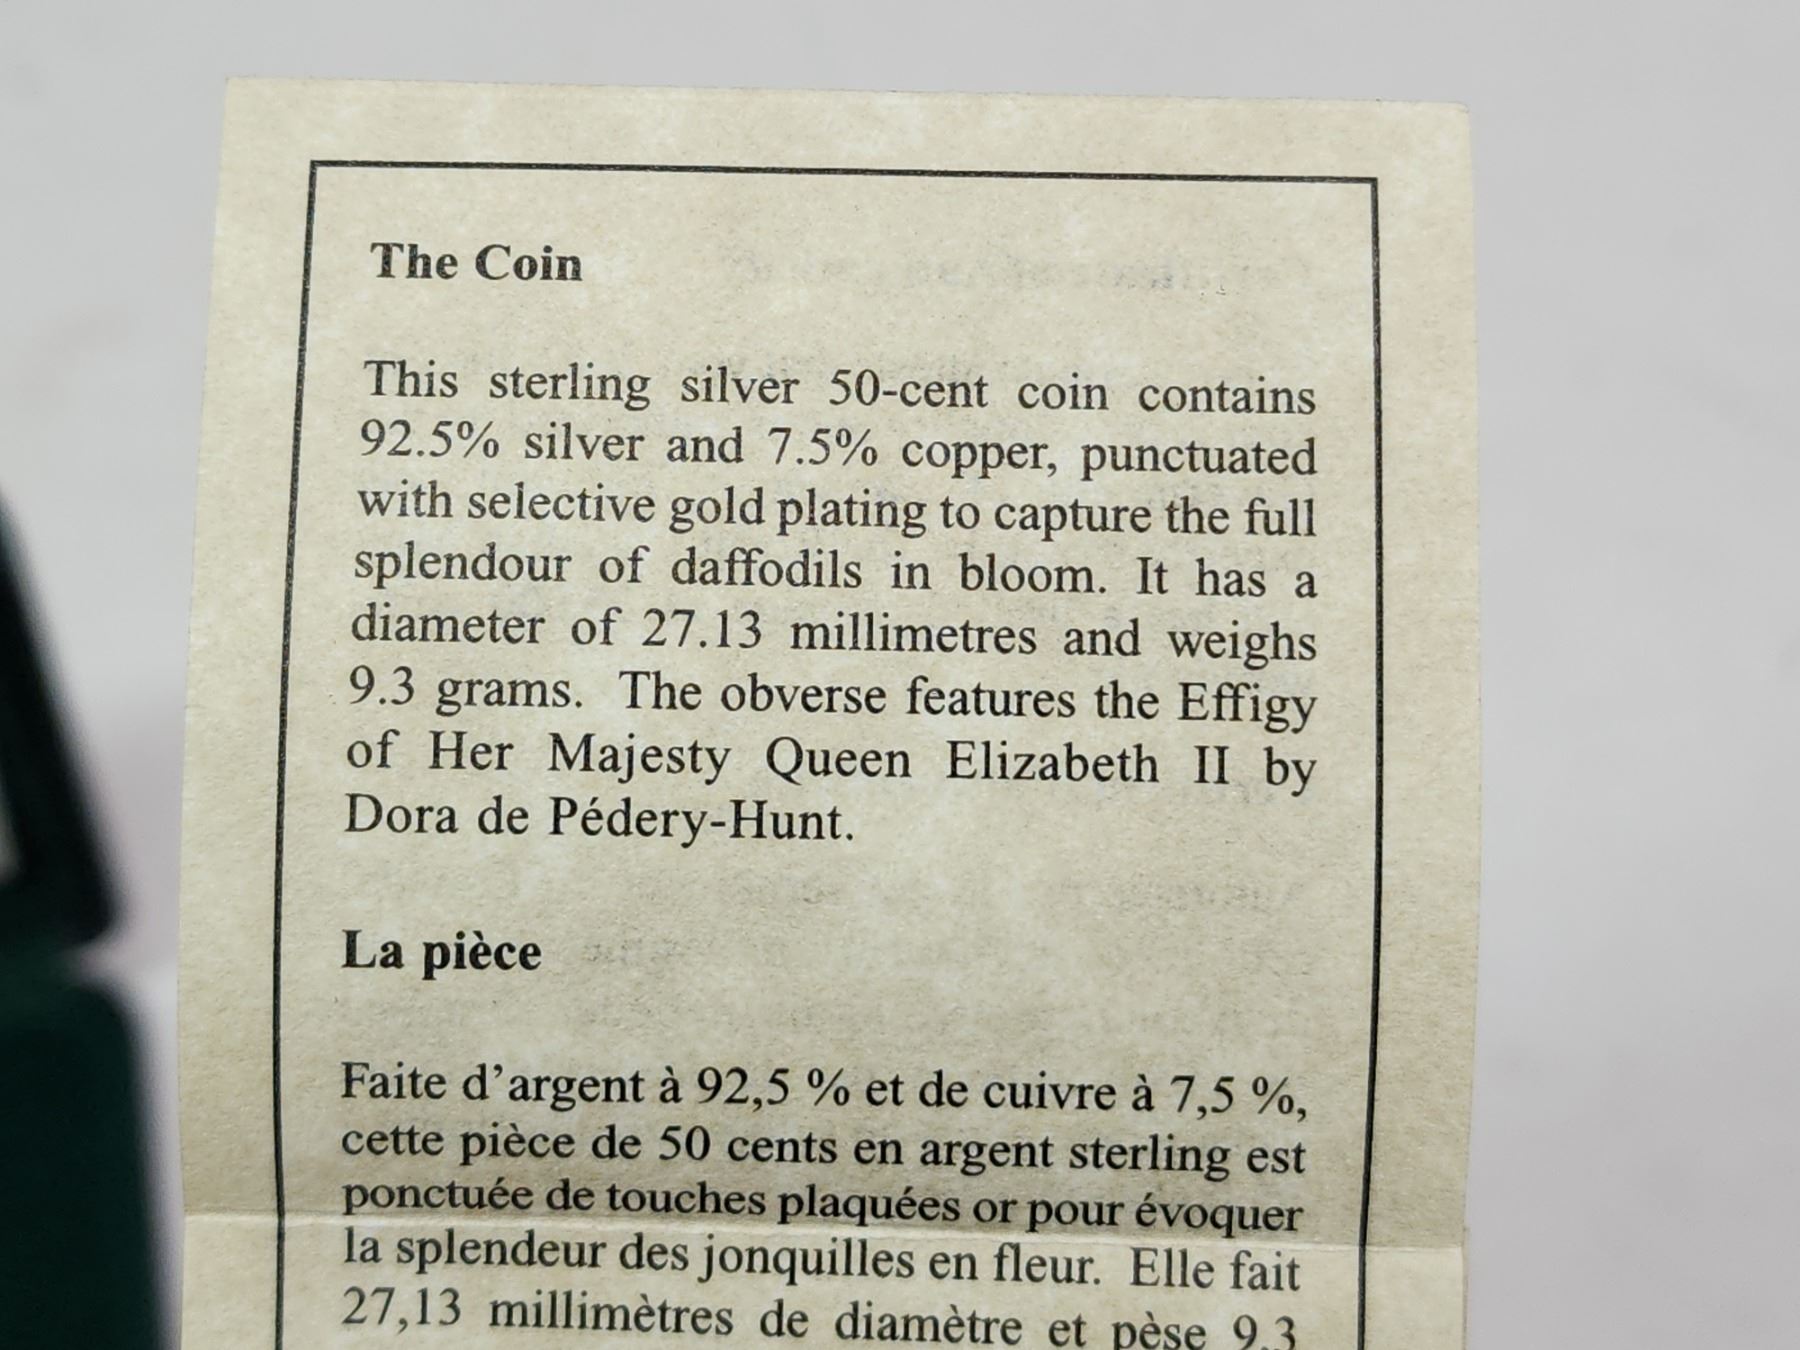 The Coin
This sterling silver 50-cent coin contains
92.5% silver and 7.5% copper, punctuated
with selective gold plating to capture the full
splendour of daffodils in bloom. It has a
diameter of 27.13 millimetres and weighs
9.3 grams. The obverse features the Effigy
of Her Majesty Queen Elizabeth II by
Dora de Pédery-Hunt.
La pièce
Faite d'argent à 92,5 % et de cuivre à 7,5 %,
cette pièce de 50 cents en argent sterling est
ponctuée de touches plaquées or pour évoquer
la splendeur des jonquilles en fleur. Elle fait
27,13 millimètres de diamètre et pèse 9,3